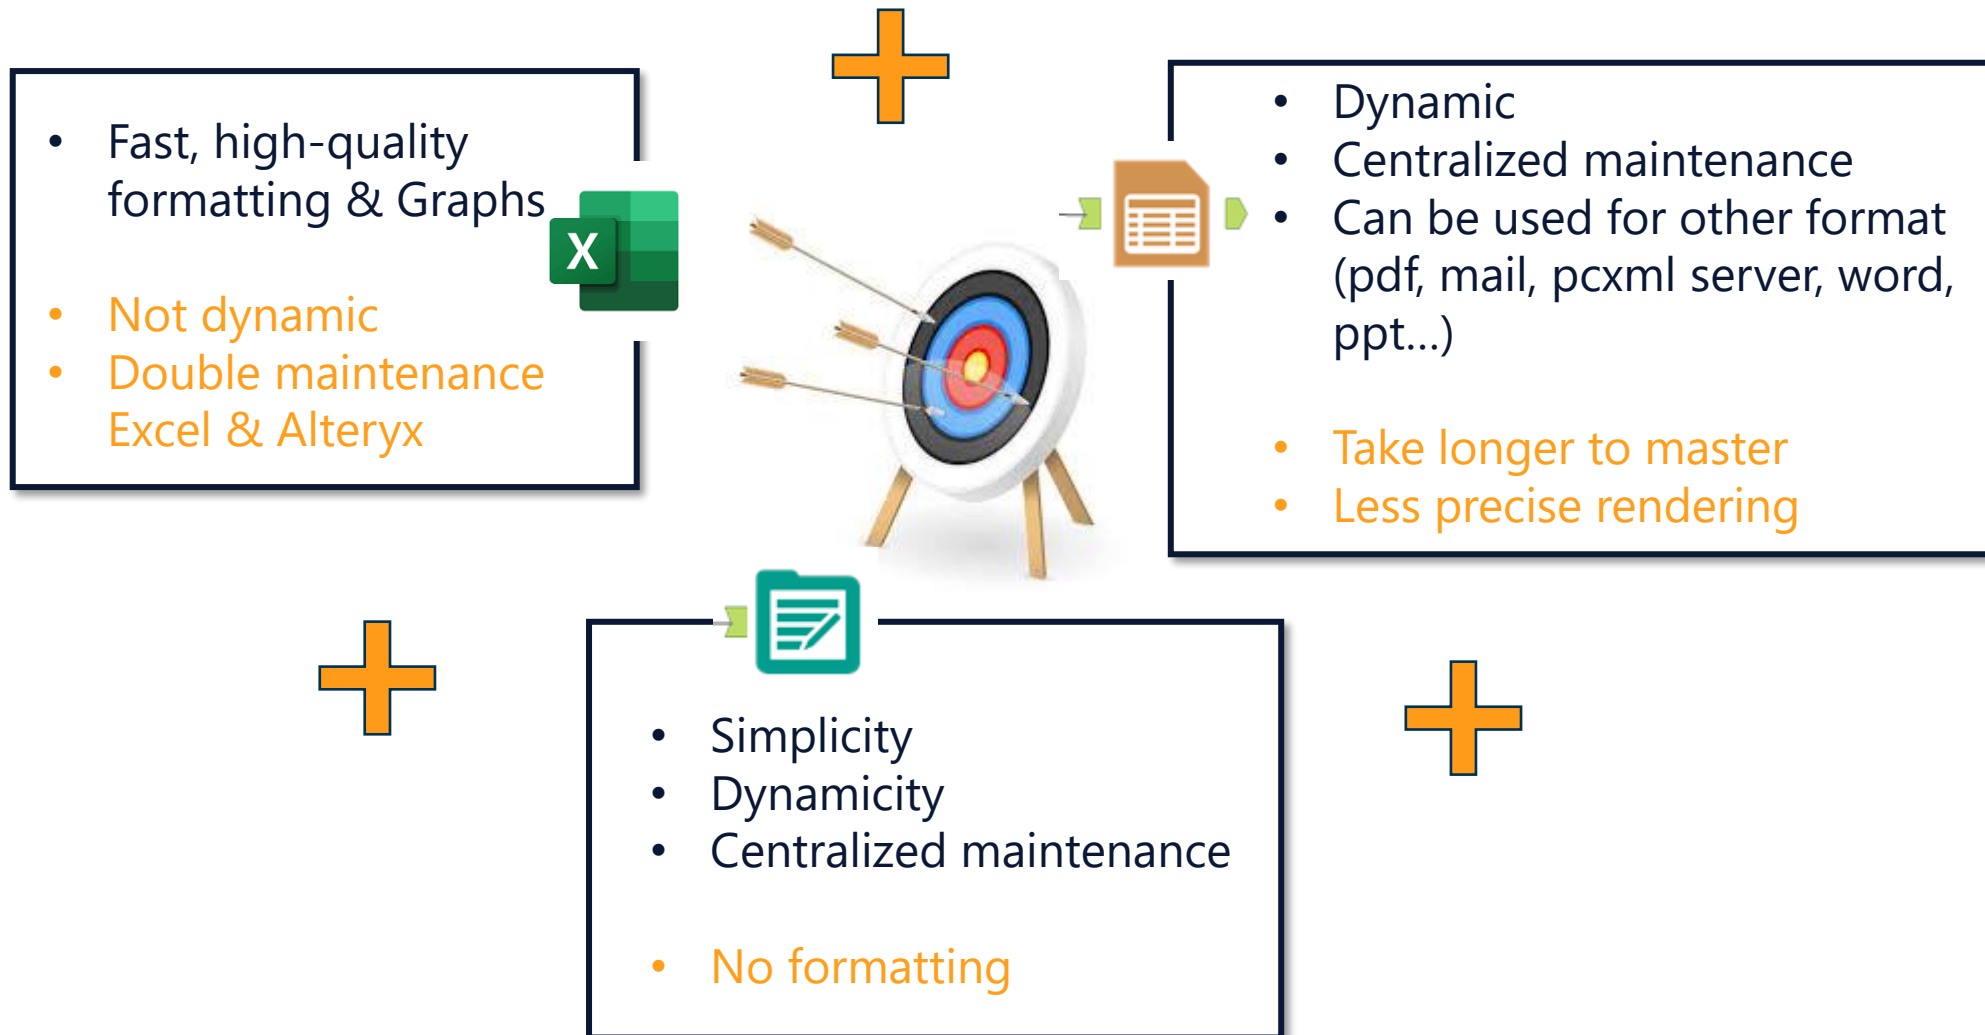 • Fast, high-quality
formatting & Graphs
• Not dynamic
• Double maintenance
Excel & Alteryx
X
• Dynamic
• Centralized maintenance
• Can be used for other format
(pdf, mail, pcxml server, word,
ppt...)
• Take longer to master
• Less precise rendering
• Simplicity
• Dynamicity
• Centralized maintenance
• No formatting